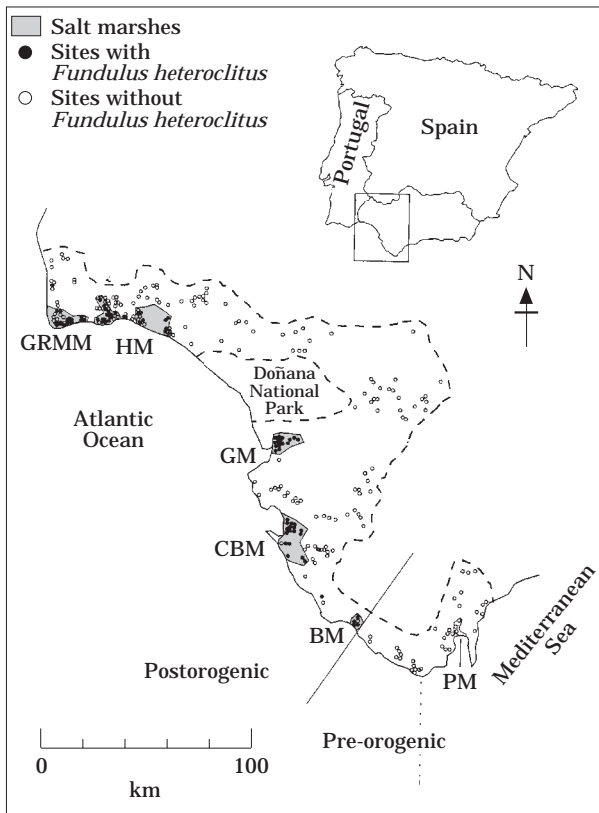 Salt marshes
Sites with
Fundulus heteroclitus
Sites without
Fundulus heteroclitus
Portugal
Spain
N
GRMM
HM
Doñana
National
Park
Atlantic
Ocean
GM
CBM
BM
PM
Mediterranean
Sea
Postorogenic
Pre-orogenic
0
100
km